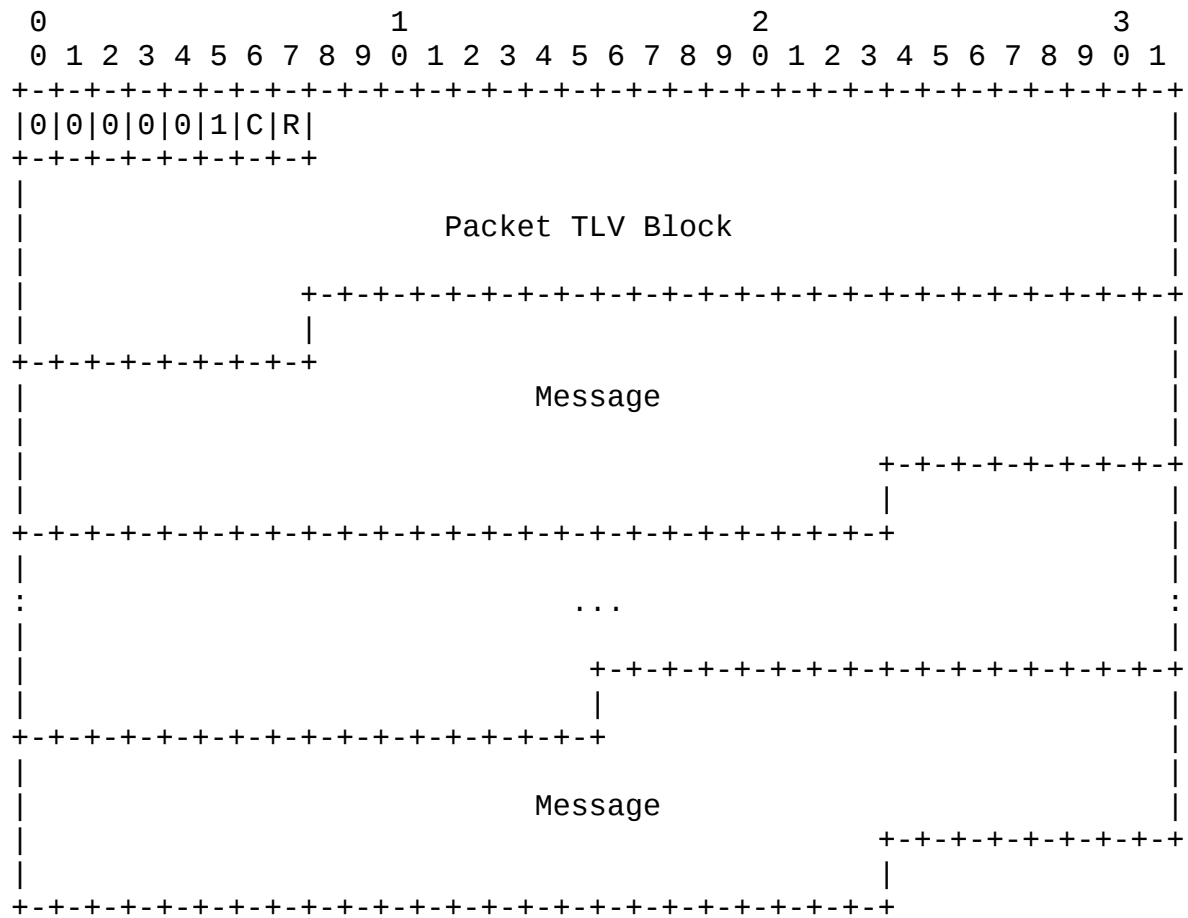 0                   1                   2                   3
 0 1 2 3 4 5 6 7 8 9 0 1 2 3 4 5 6 7 8 9 0 1 2 3 4 5 6 7 8 9 0 1
+-+-+-+-+-+-+-+-+-+-+-+-+-+-+-+-+-+-+-+-+-+-+-+-+-+-+-+-+-+-+-+-+
|0|0|0|0|0|1|C|R|                                               |
+-+-+-+-+-+-+-+-+                                               |
|                                                               |
|                       Packet TLV Block                        |
|                                                               |
|               +-+-+-+-+-+-+-+-+-+-+-+-+-+-+-+-+-+-+-+-+-+-+-+-+
|               |                                               |
+-+-+-+-+-+-+-+-+                                               |
|                            Message                            |
|                                                               |
|                                               +-+-+-+-+-+-+-+-+
|                                               |               |
+-+-+-+-+-+-+-+-+-+-+-+-+-+-+-+-+-+-+-+-+-+-+-+-+               |
|                                                               |
:                              ...                              :
|                                                               |
|                               +-+-+-+-+-+-+-+-+-+-+-+-+-+-+-+-+
|                               |                               |
+-+-+-+-+-+-+-+-+-+-+-+-+-+-+-+-+                               |
|                                                               |
|                            Message                            |
|                                               +-+-+-+-+-+-+-+-+
|                                               |
+-+-+-+-+-+-+-+-+-+-+-+-+-+-+-+-+-+-+-+-+-+-+-+-+